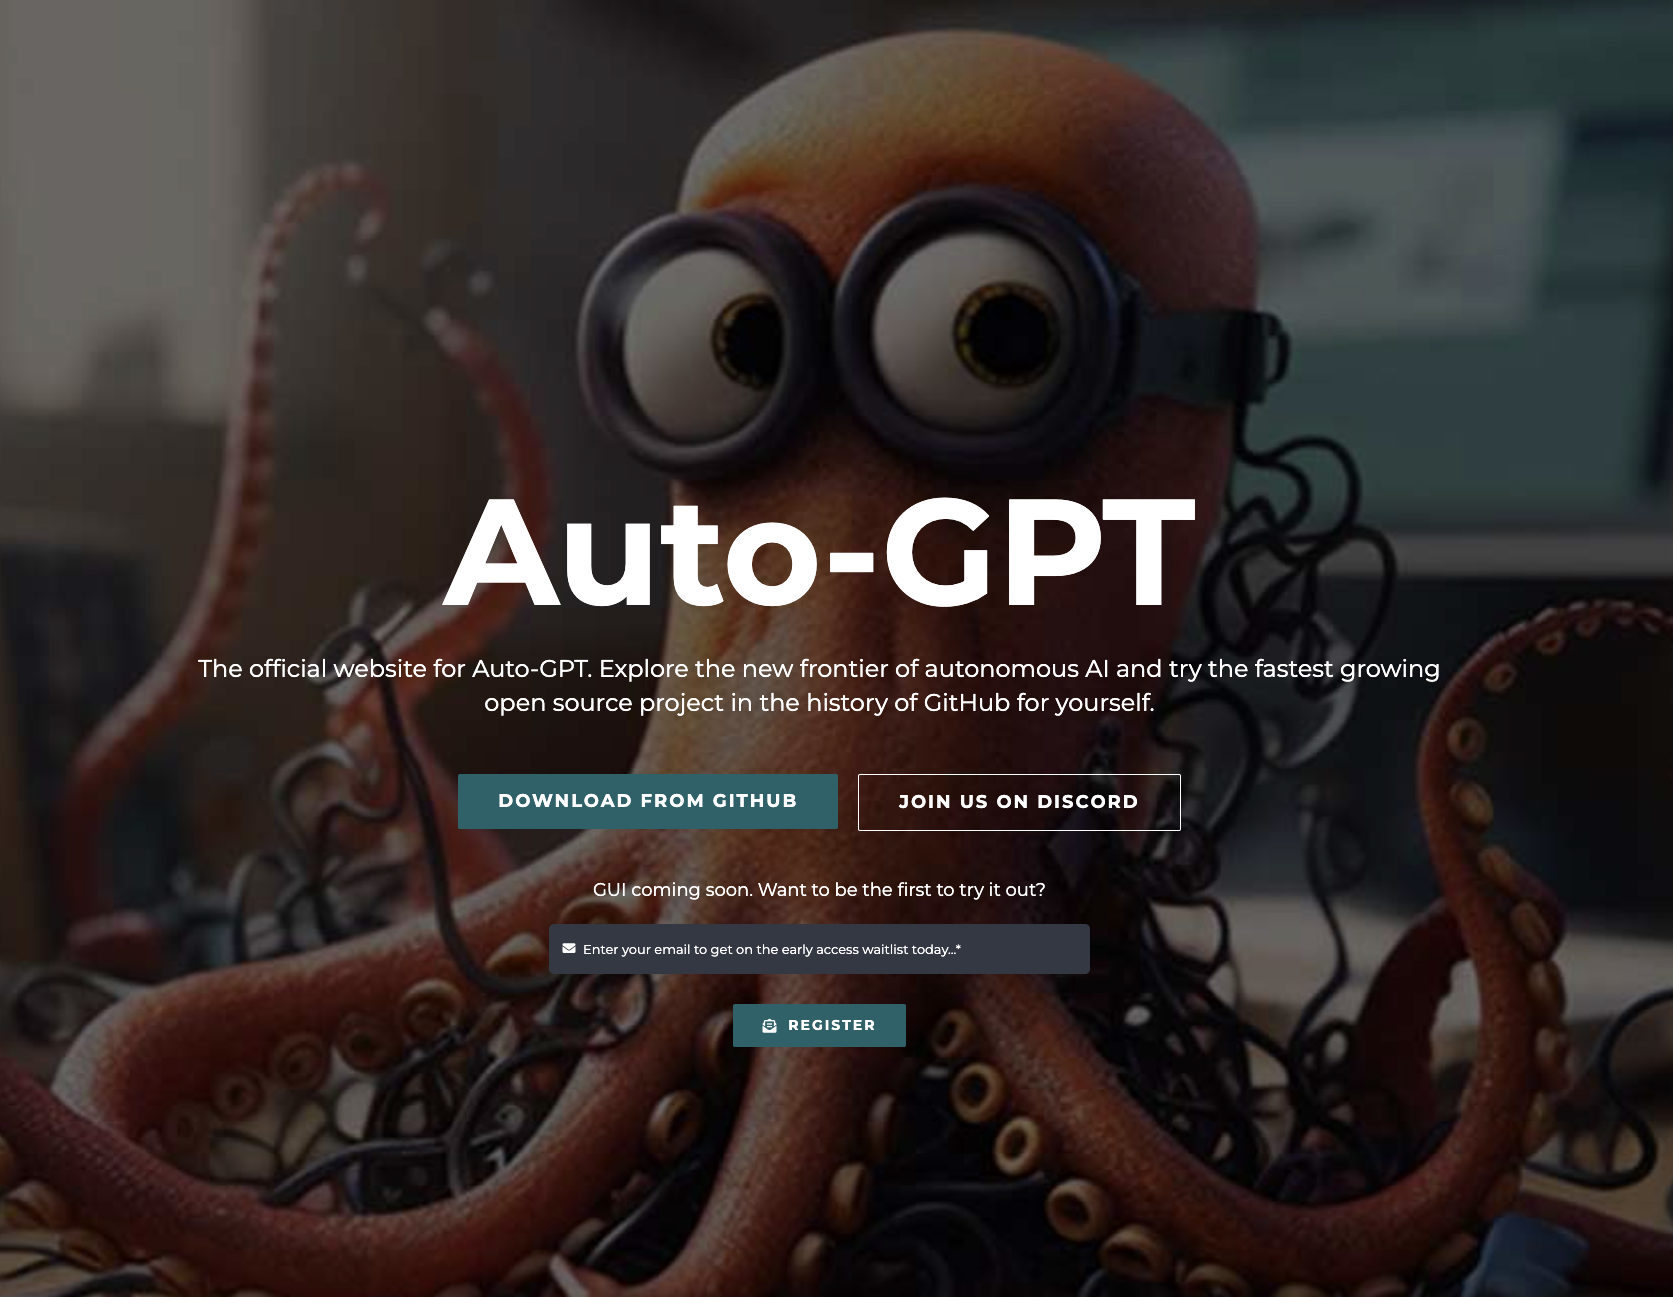 Auto-GPT
The official website for Auto-GPT. Explore the new frontier of autonomous AI and try the fastest growing
open source project in the history of GitHub for yourself.
DOWNLOAD FROM GITHUB
JOIN US ON DISCORD
GUI coming soon. Want to be the first to try it out?
Enter your email to get on the early access waitlist today...*
REGISTER